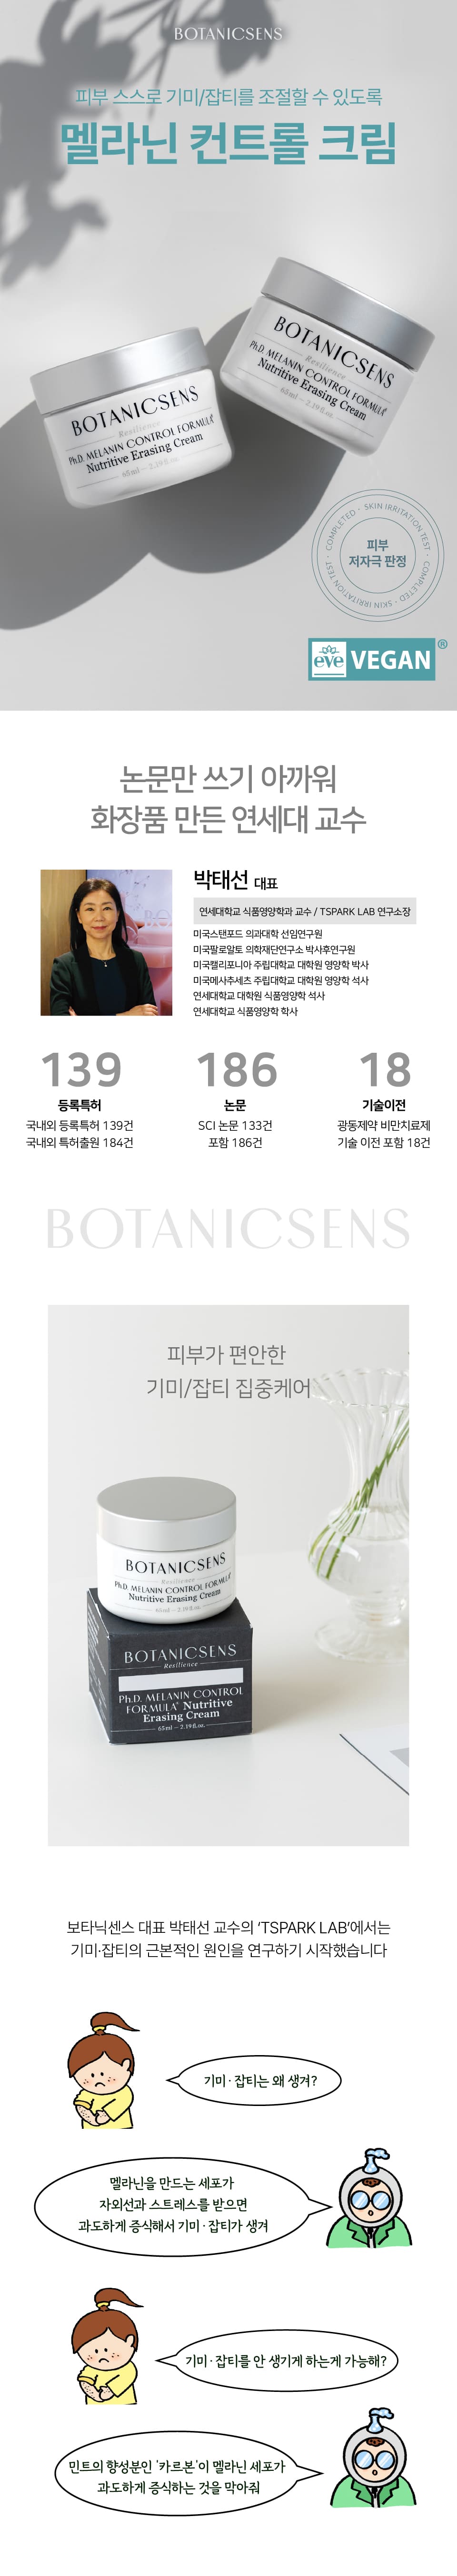 BOTANICSENS
피부 스스로 기미/잡티를 조절할 수 있도록
멜라닌 컨트롤 크림
BOTANICSENS
Resilience
Ph.D. MELANIN CONTROL FORMULA
Nutritive Erasing Cream
65ml — 2.19fl.oz.
BOTANICSENS
Resilience
Ph.D. MELANIN CONTROL FORMULA
Nutritive Erasing Cream
65ml — 2.19fl.oz.
SKIN IRRITATION TEST - COMPLETED - SKIN IRRITATION TEST - COMPLETED -
피부
저자극 판정
eve VEGAN ®
논문만 쓰기 아까워
화장품 만든 연세대 교수
박태선 대표
연세대학교 식품영양학과 교수 / TSPARK LAB 연구소장
미국스탠포드 의과대학 선임연구원
미국팔로알토 의학재단연구소 박사후연구원
미국캘리포니아 주립대학교 대학원 영양학 박사
미국메사추세츠 주립대학교 대학원 영양학 석사
연세대학교 대학원 식품영양학 석사
연세대학교 식품영양학 학사
139 186 18
등록특허 논문 기술이전
국내외 등록특허 139건 SCI 논문 133건 광동제약 비만치료제
국내외 특허출원 184건 포함 186건 기술 이전 포함 18건
BOTANICSENS
피부가 편안한
기미/잡티 집중케어
BOTANICSENS
Resilience
Ph.D. MELANIN CONTROL FORMULA
Nutritive Erasing Cream
65ml — 2.19fl.oz.
BOTANICSENS
Resilience
Ph.D. MELANIN CONTROL
FORMULA Nutritive
Erasing Cream
65ml — 2.19fl.oz.
보타닉센스 대표 박태선 교수의 ‘TSPARK LAB’에서는
기미·잡티의 근본적인 원인을 연구하기 시작했습니다
기미·잡티는 왜 생겨?
멜라닌을 만드는 세포가
자외선과 스트레스를 받으면
과도하게 증식해서 기미·잡티가 생겨
기미·잡티를 안 생기게 하는게 가능해?
민트의 향성분인 '카르본'이 멜라닌 세포가
과도하게 증식하는 것을 막아줘